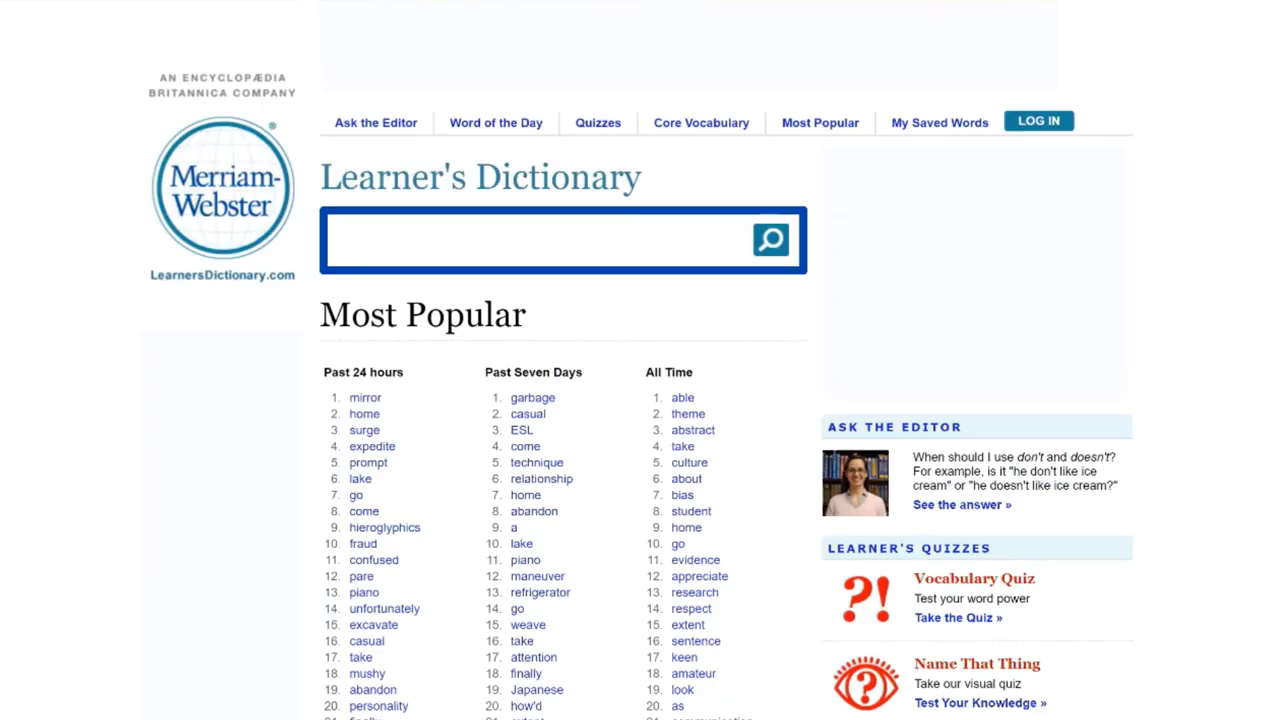 AN ENCYCLOPÆDIA
BRITANNICA COMPANY
Merriam-
Webster
®
LearnersDictionary.com
Ask the Editor
Word of the Day
Quizzes
Core Vocabulary
Most Popular
My Saved Words
LOG IN
Learner's Dictionary
Most Popular
Past 24 hours
1. mirror
2. home
3. surge
4. expedite
5. prompt
6. lake
7. go
8. come
9. hieroglyphics
10. fraud
11. confused
12. pare
13. piano
14. unfortunately
15. excavate
16. casual
17. take
18. mushy
19. abandon
20. personality
Past Seven Days
1. garbage
2. casual
3. ESL
4. come
5. technique
6. relationship
7. home
8. abandon
9. a
10. lake
11. piano
12. maneuver
13. refrigerator
14. go
15. weave
16. take
17. attention
18. finally
19. Japanese
20. how'd
All Time
1. able
2. theme
3. abstract
4. take
5. culture
6. about
7. bias
8. student
9. home
10. go
11. evidence
12. appreciate
13. research
14. respect
15. extent
16. sentence
17. keen
18. amateur
19. look
20. as
ASK THE EDITOR
When should I use don't and doesn't?
For example, is it "he don't like ice
cream" or "he doesn't like ice cream?"
See the answer »
LEARNER'S QUIZZES
?!
Vocabulary Quiz
Test your word power
Take the Quiz »
?
Name That Thing
Take our visual quiz
Test Your Knowledge »